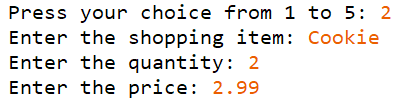 Press your choice from 1 to 5: 2
Enter the shopping item: Cookie
Enter the quantity: 2
Enter the price: 2.99